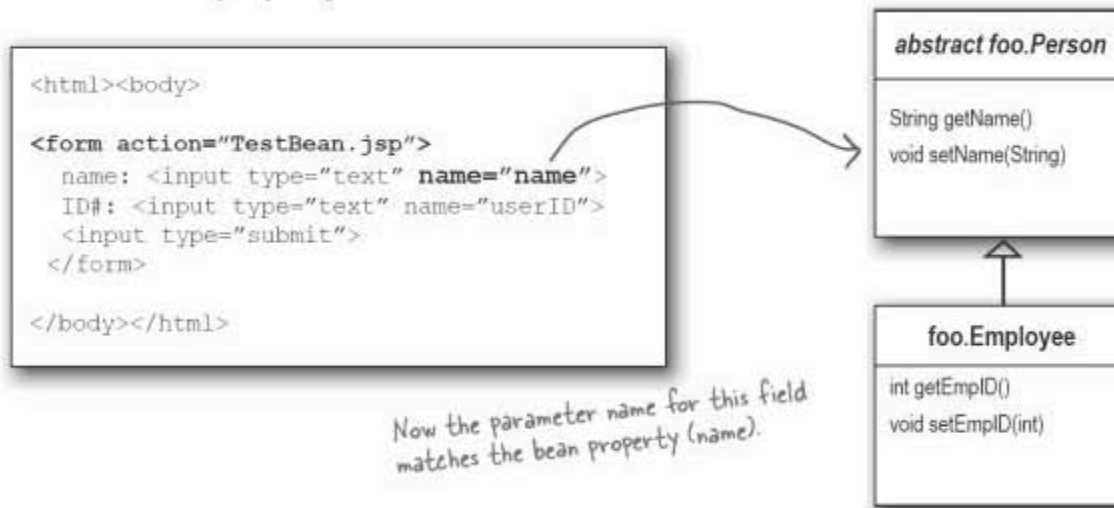 <html><body>
<form action="TestBean.jsp">
name: <input type="text" name="name">
ID#: <input type="text" name="userID">
<input type="submit">
</form>
</body></html>
Now the parameter name for this field
matches the bean property (name).
abstract foo.Person
String getName()
void setName(String)
foo.Employee
int getEmpID()
void setEmpID(int)